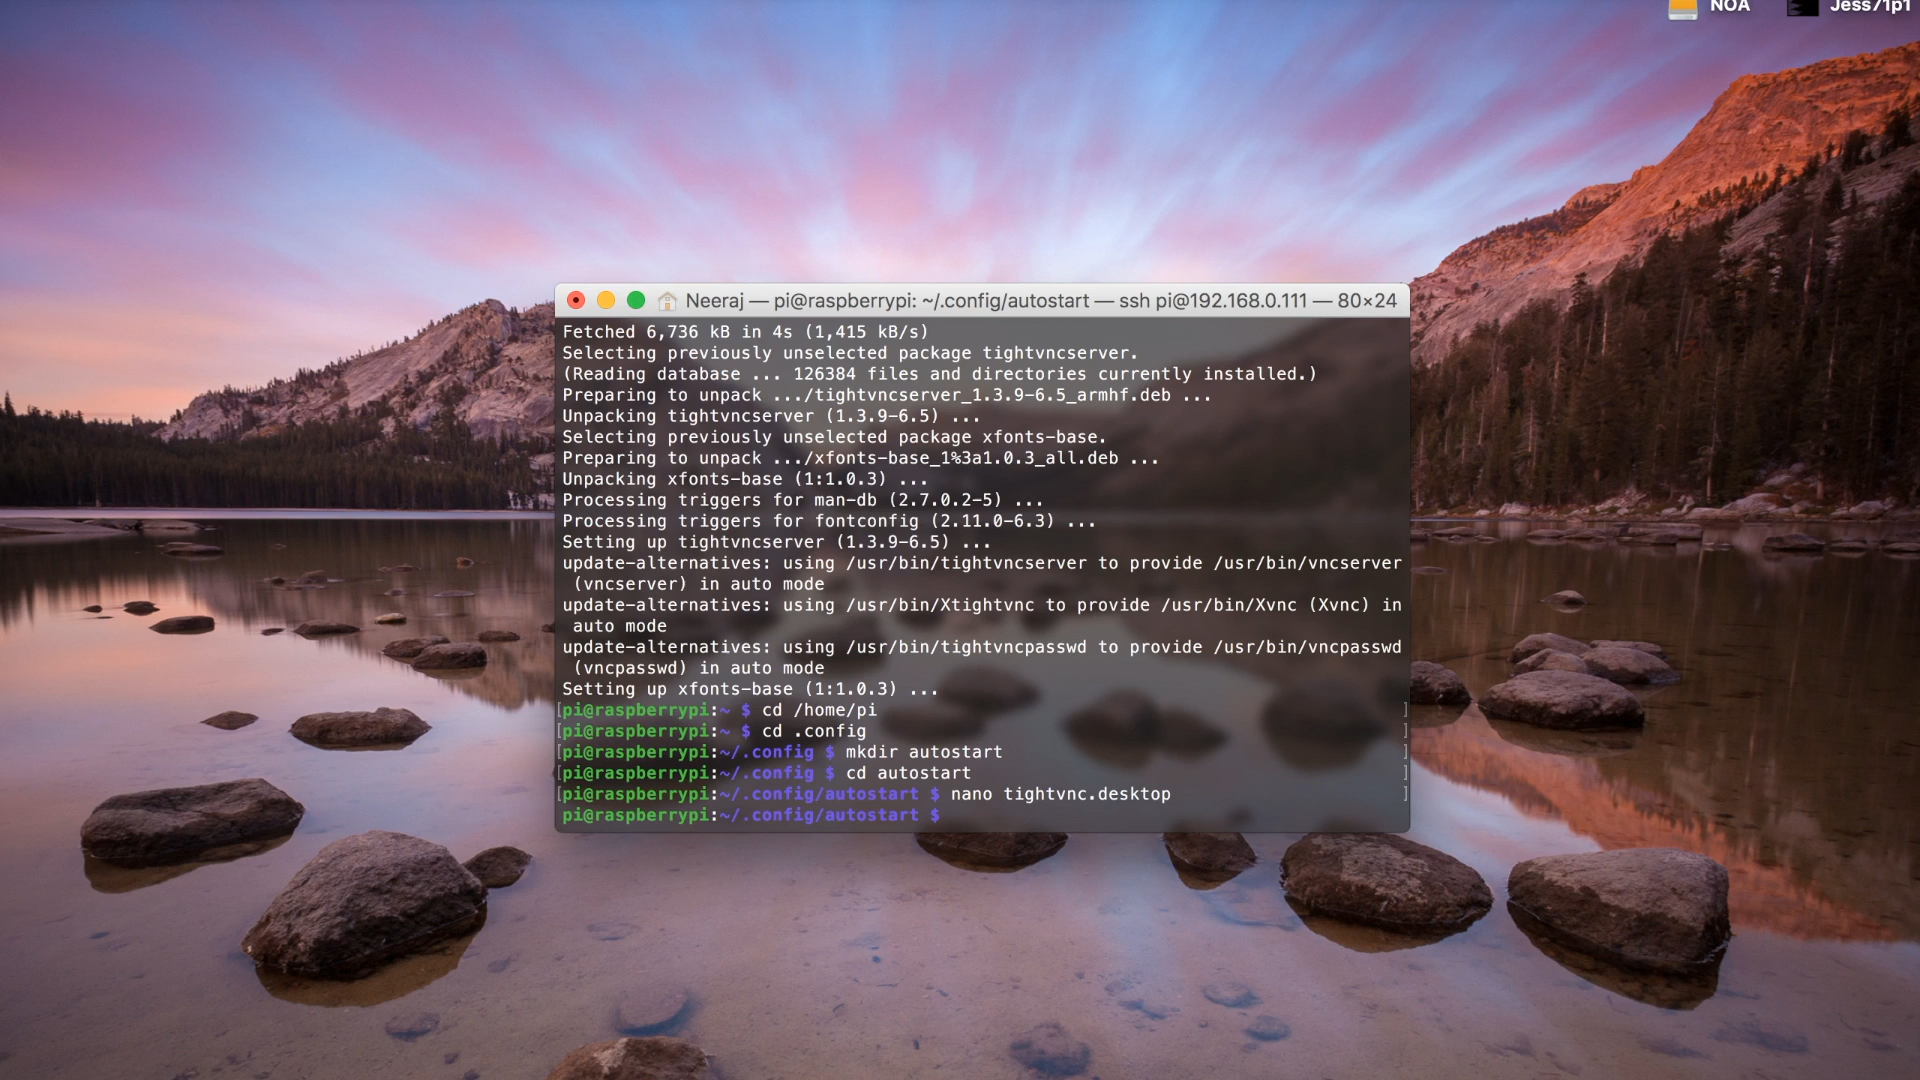 NOA
Jess71p1
Neeraj — pi@raspberrypi: ~/.config/autostart — ssh pi@192.168.0.111 — 80×24
Fetched 6,736 kB in 4s (1,415 kB/s)
Selecting previously unselected package tightvncserver.
(Reading database ... 126384 files and directories currently installed.)
Preparing to unpack .../tightvncserver_1.3.9-6.5_armhf.deb ...
Unpacking tightvncserver (1.3.9-6.5) ...
Selecting previously unselected package xfonts-base.
Preparing to unpack .../xfonts-base_1%3a1.0.3_all.deb ...
Unpacking xfonts-base (1:1.0.3) ...
Processing triggers for man-db (2.7.0.2-5) ...
Processing triggers for fontconfig (2.11.0-6.3) ...
Setting up tightvncserver (1.3.9-6.5) ...
update-alternatives: using /usr/bin/tightvncserver to provide /usr/bin/vncserver
(vncserver) in auto mode
update-alternatives: using /usr/bin/Xtightvnc to provide /usr/bin/Xvnc (Xvnc) in
auto mode
update-alternatives: using /usr/bin/tightvncpasswd to provide /usr/bin/vncpasswd
(vncpasswd) in auto mode
Setting up xfonts-base (1:1.0.3) ...
[pi@raspberrypi:~ $ cd /home/pi ]
[pi@raspberrypi:~ $ cd .config ]
[pi@raspberrypi:~/.config $ mkdir autostart ]
[pi@raspberrypi:~/.config $ cd autostart ]
[pi@raspberrypi:~/.config/autostart $ nano tightvnc.desktop ]
pi@raspberrypi:~/.config/autostart $